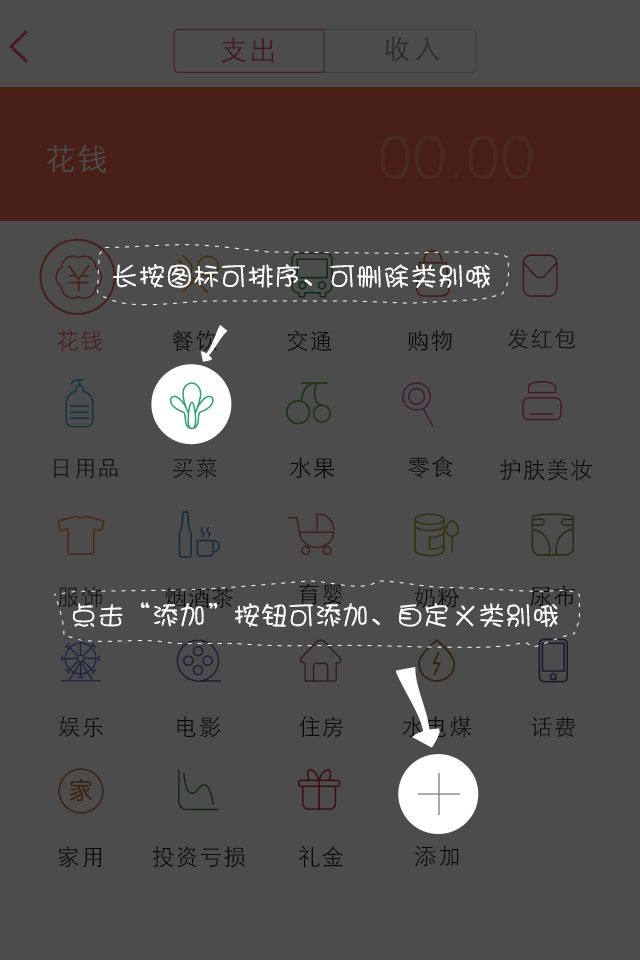 支出 收入
花钱 00.00
长按图标可排序、可删除类别哦
花钱 餐饮 交通 购物 发红包
日用品 买菜 水果 零食 护肤美妆
服饰 烟酒茶 育婴 奶粉 尿布
点击“添加”按钮可添加、自定义类别哦
娱乐 电影 住房 水电煤 话费
家
家用 投资亏损 礼金 添加